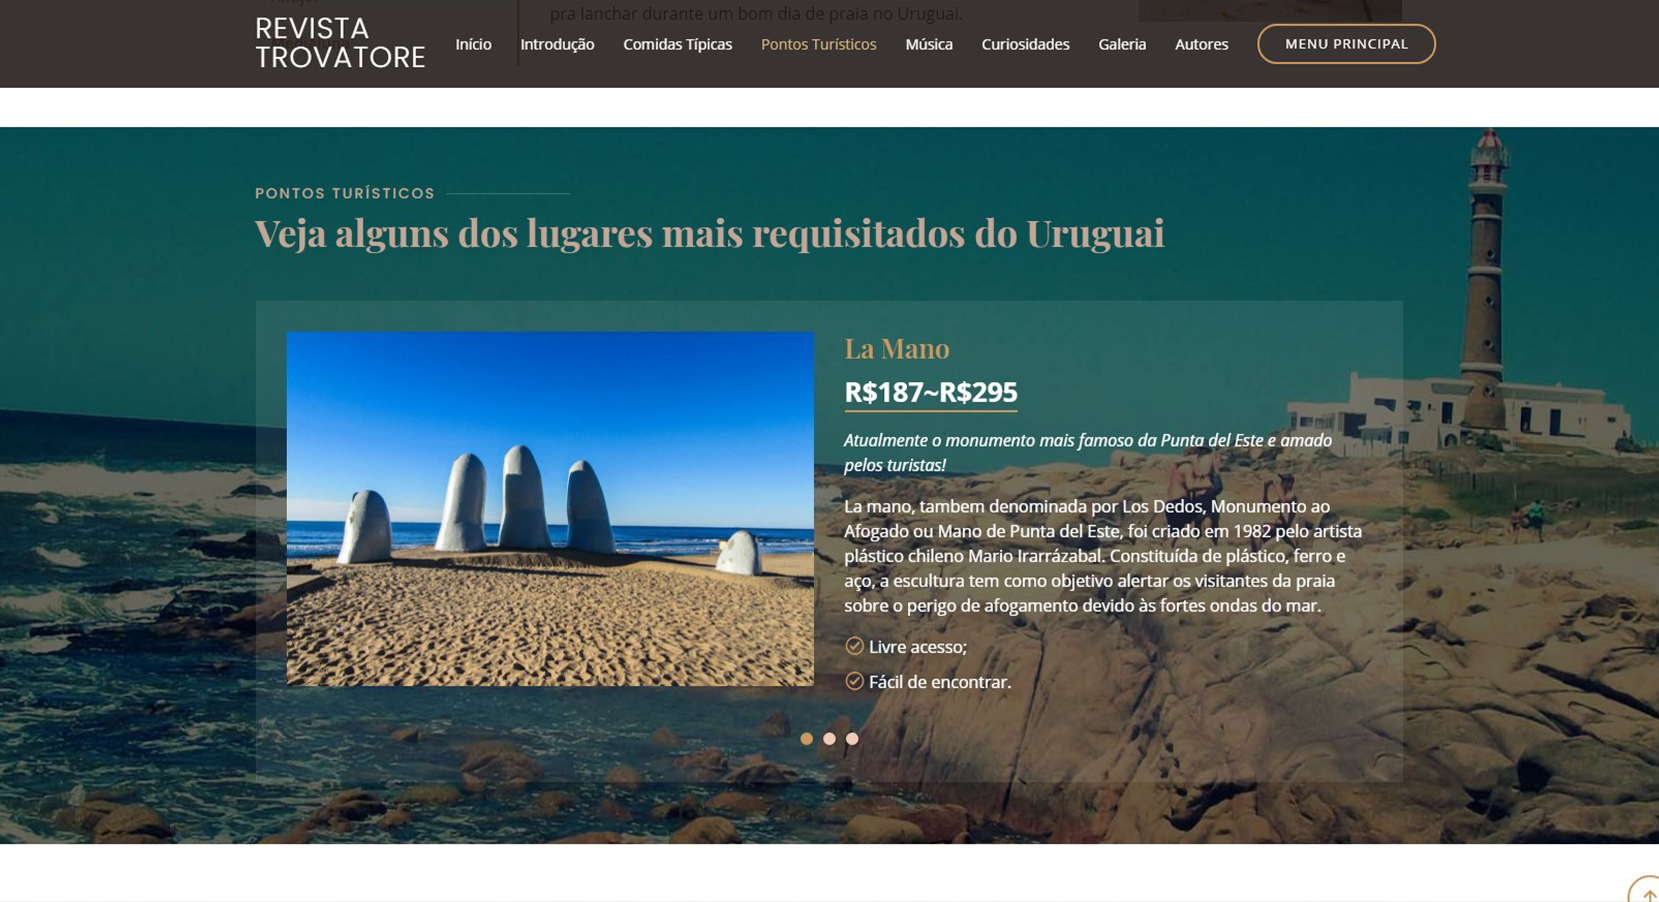 pra lanchar durante um bom dia de praia no Uruguai.
REVISTA
TROVATORE
Início Introdução Comidas Típicas Pontos Turísticos Música Curiosidades Galeria Autores MENU PRINCIPAL
PONTOS TURÍSTICOS
Veja alguns dos lugares mais requisitados do Uruguai
La Mano
R$187~R$295
Atualmente o monumento mais famoso da Punta del Este e amado
pelos turistas!
La mano, tambem denominada por Los Dedos, Monumento ao
Afogado ou Mano de Punta del Este, foi criado em 1982 pelo artista
plástico chileno Mario Irarrázabal. Constituída de plástico, ferro e
aço, a escultura tem como objetivo alertar os visitantes da praia
sobre o perigo de afogamento devido às fortes ondas do mar.
Livre acesso;
Fácil de encontrar.